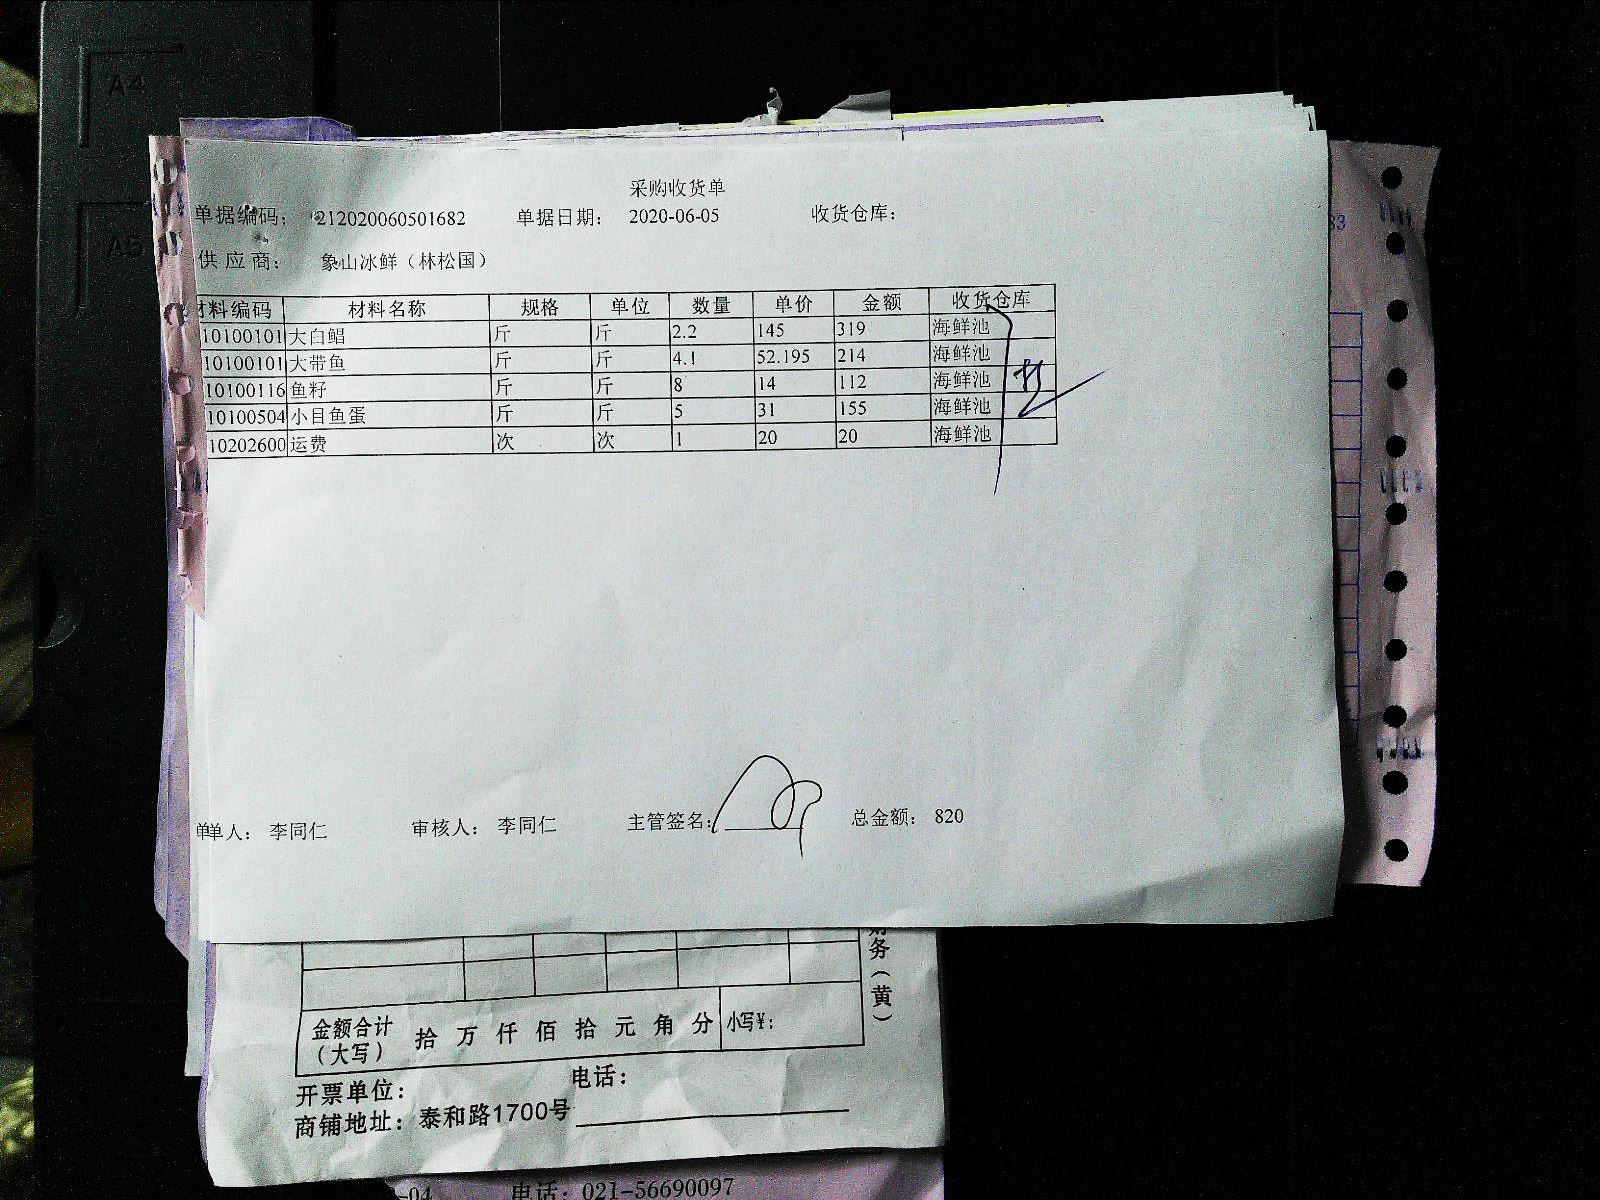 A4
A5
采购收货单
单据编码： 212020060501682 单据日期： 2020-06-05 收货仓库：
供应商： 象山冰鲜（林松国）
材料编码 材料名称 规格 单位 数量 单价 金额 收货仓库
10100101 大白鲳 斤 斤 2.2 145 319 海鲜池
10100101 大带鱼 斤 斤 4.1 52.195 214 海鲜池
10100116 鱼籽 斤 斤 8 14 112 海鲜池
10100504 小目鱼蛋 斤 斤 5 31 155 海鲜池
10202600 运费 次 次 1 20 20 海鲜池
单人： 李同仁 审核人： 李同仁 主管签名： 总金额： 820
财务（黄）
金额合计（大写） 拾 万 仟 佰 拾 元 角 分 小写¥：
开票单位： 电话：
商铺地址：泰和路1700号
-04 电话：021-56690097